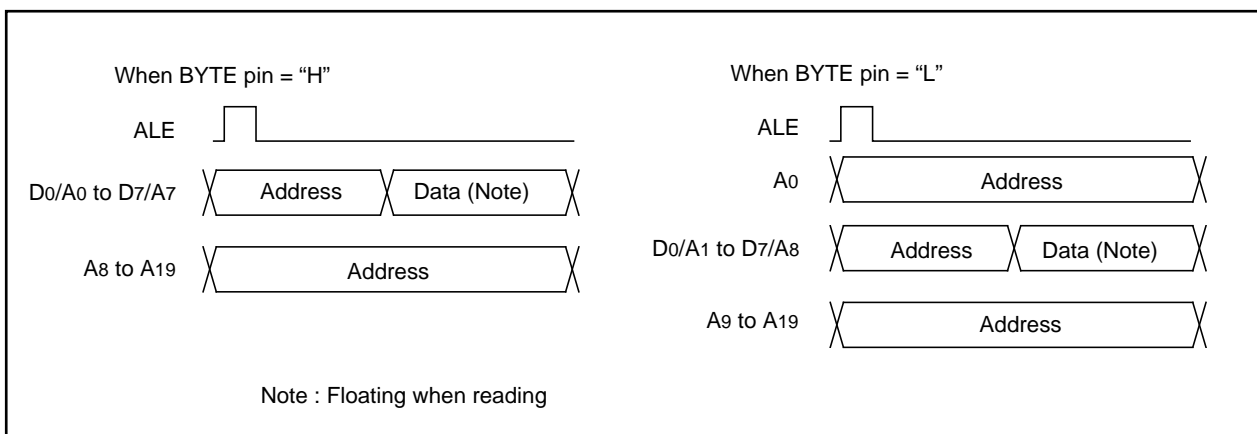 When BYTE pin = “H”
ALE
D0/A0 to D7/A7
Address
Data (Note)
A8 to A19
Address
Note : Floating when reading
When BYTE pin = “L”
ALE
A0
Address
D0/A1 to D7/A8
Address
Data (Note)
A9 to A19
Address